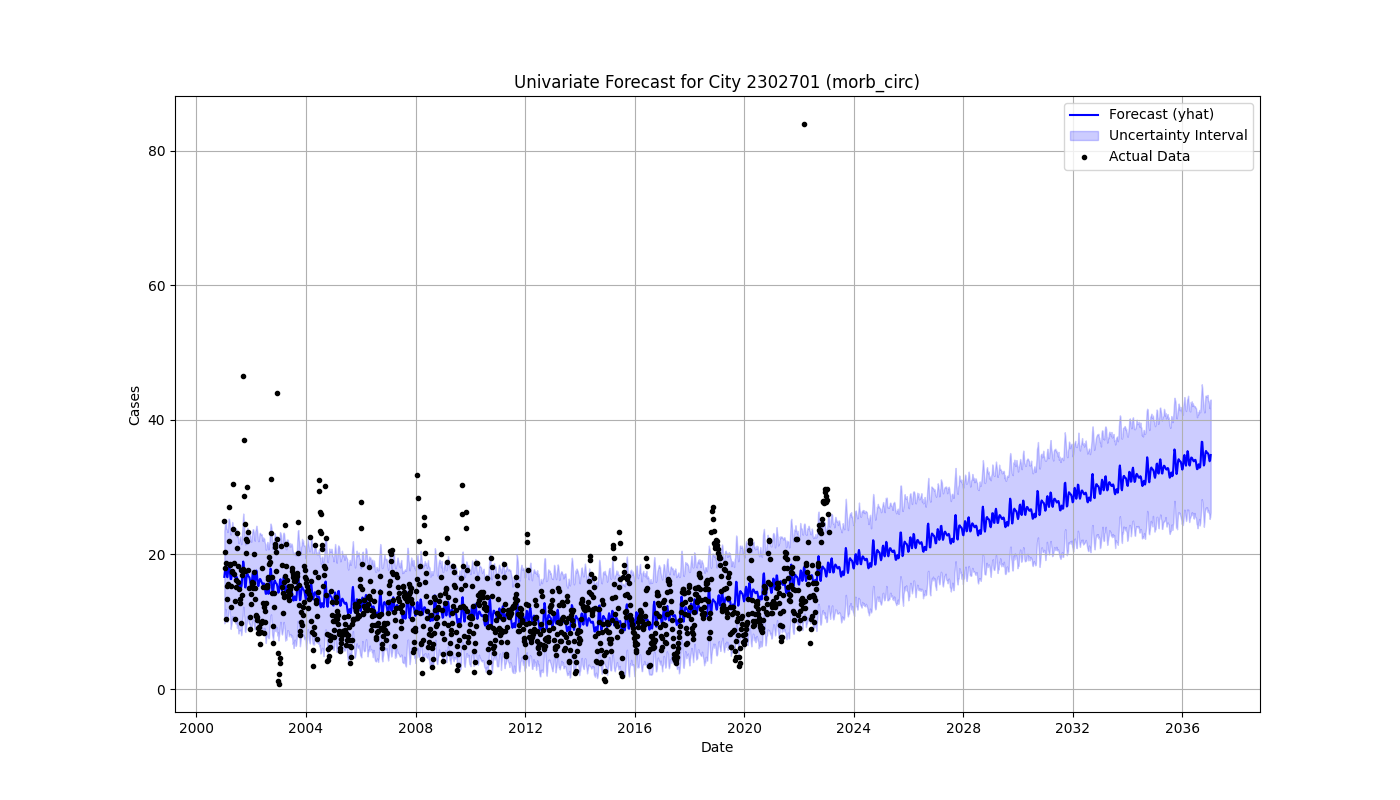 Univariate Forecast for City 2302701 (morb_circ)
Forecast (yhat)
Uncertainty Interval
Actual Data
Cases
80
60
40
20
0
2000 2004 2008 2012 2016 2020 2024 2028 2032 2036
Date